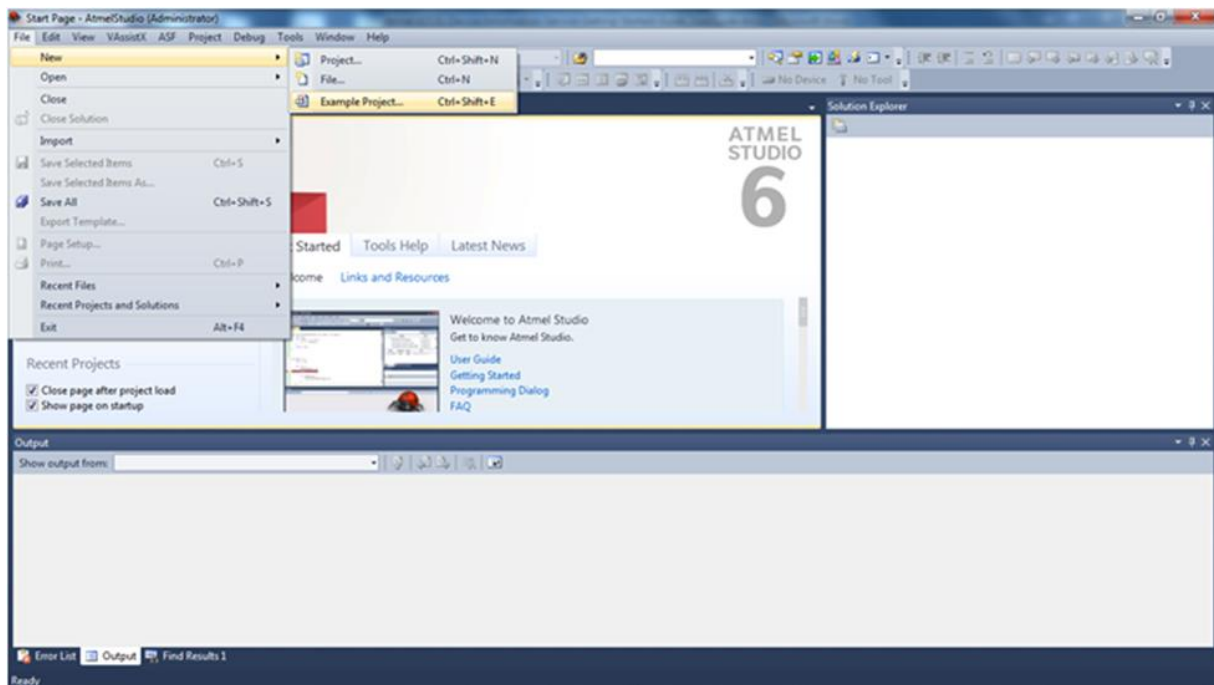 Start Page - AtmelStudio (Administrator)
File Edit View VAssistX ASF Project Debug Tools Window Help
New
Project... Ctrl+Shift+N
Open
File... Ctrl+N
No Device No Tool
Close
Example Project... Ctrl+Shift+E
Solution Explorer
Close Solution
Import
Save Selected Items Ctrl+S
Save Selected Items As...
Save All Ctrl+Shift+S
Export Template...
Page Setup...
Print... Ctrl+P
Recent Files
Recent Projects and Solutions
Exit Alt+F4
ATMEL
STUDIO
6
Started Tools Help Latest News
lcome Links and Resources
Welcome to Atmel Studio
Get to know Atmel Studio.
User Guide
Getting Started
Programming Dialog
FAQ
Recent Projects
Close page after project load
Show page on startup
Output
Show output from:
Error List Output Find Results 1
Ready